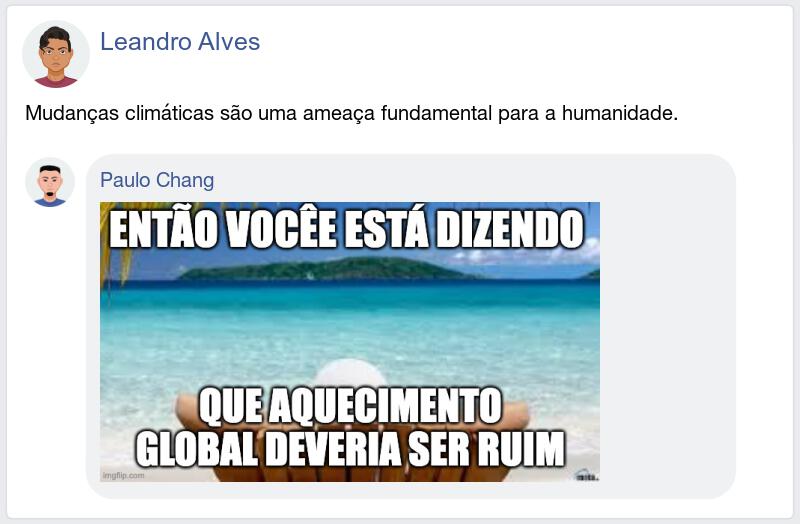 Leandro Alves
Mudanças climáticas são uma ameaça fundamental para a humanidade.
Paulo Chang
ENTÃO VOCÊE ESTÁ DIZENDO
QUE AQUECIMENTO
GLOBAL DEVERIA SER RUIM
imgflip.com